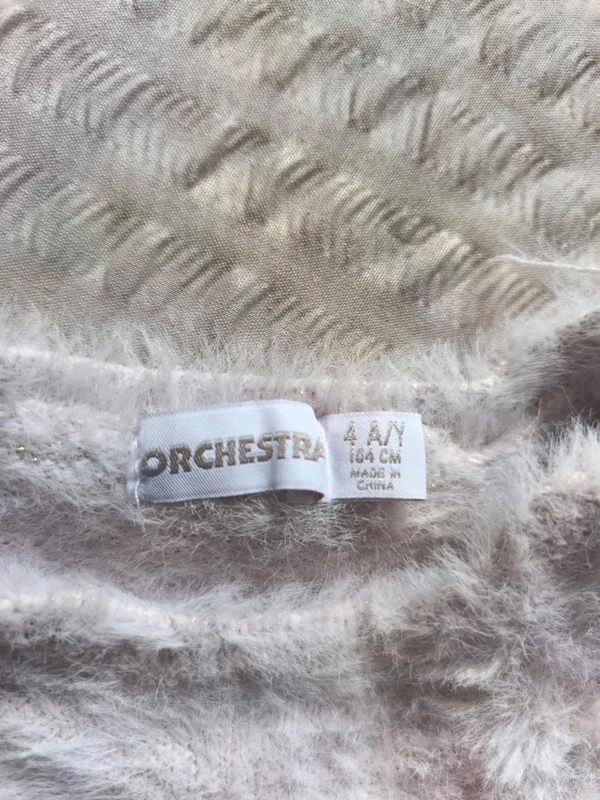 ORCHESTRA
4 A/Y
104 CM
MADE IN
CHINA